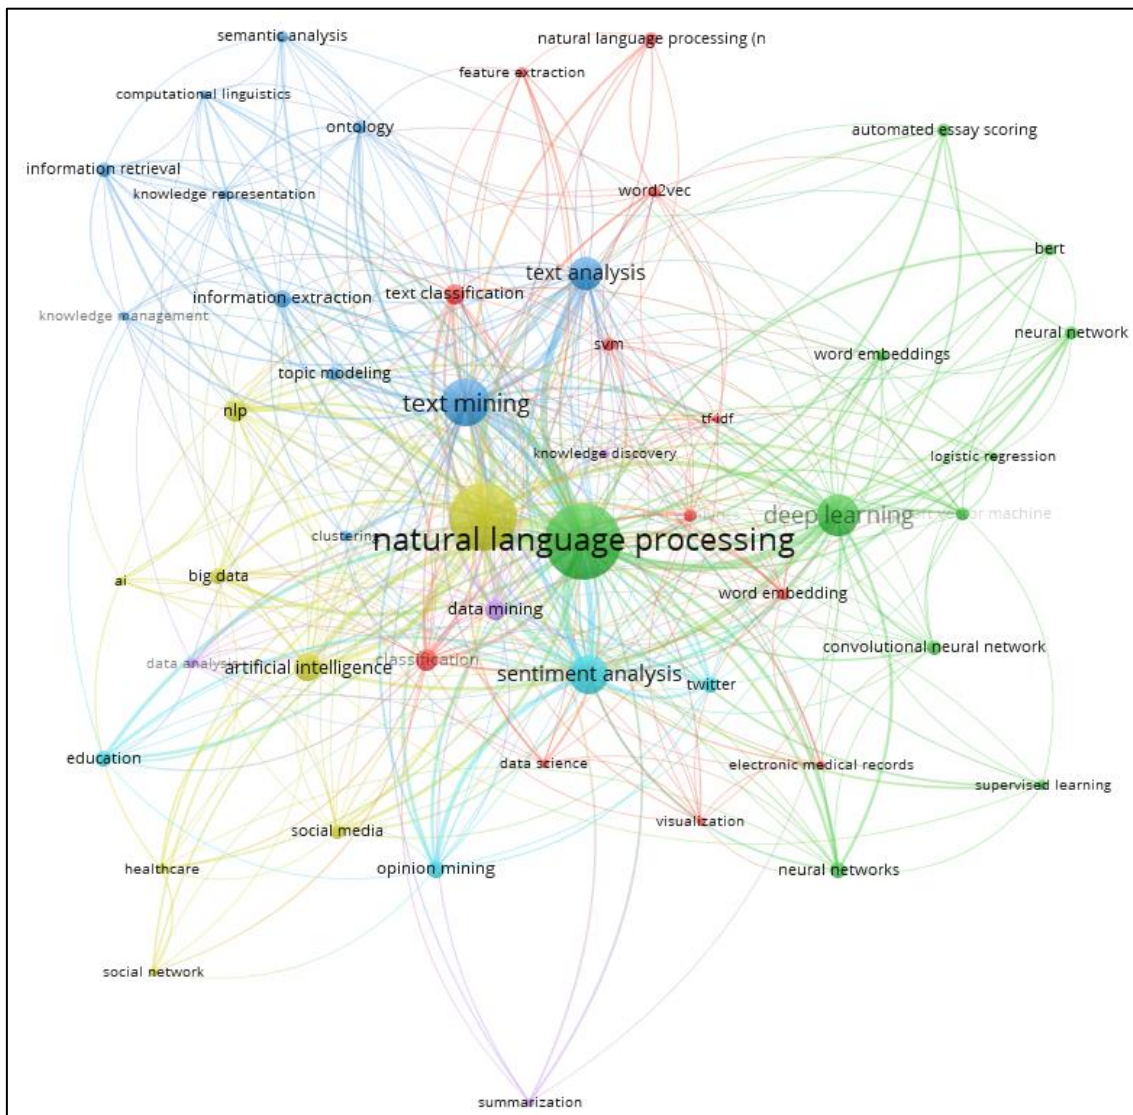 semantic analysis
natural language processing (n
feature extraction
computational linguistics
ontology
automated essay scoring
information retrieval
knowledge representation
word2vec
bert
text analysis
information extraction
text classification
knowledge management
neural network
svm
topic modeling
word embeddings
text mining
nlp
tf-idf
knowledge discovery
logistic regression
deep learning
machine
clustering
natural language processing
ai
big data
word embedding
data mining
convolutional neural network
data analysis
artificial intelligence
classification
sentiment analysis
twitter
education
data science
electronic medical records
supervised learning
visualization
social media
healthcare
opinion mining
neural networks
social network
summarization